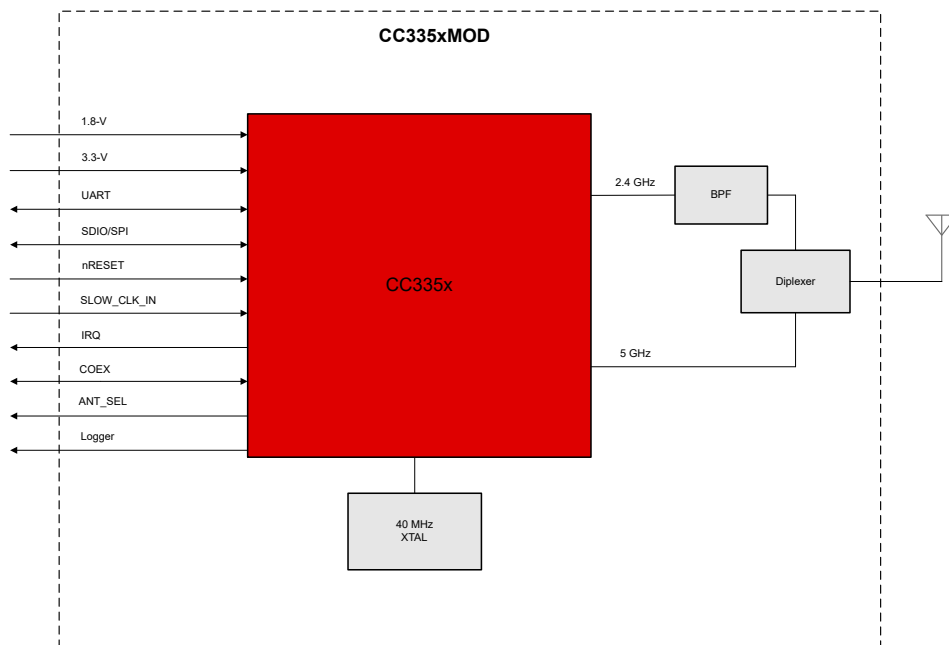 CC335xMOD
1.8-V
3.3-V
UART
SDIO/SPI
nRESET
SLOW_CLK_IN
IRQ
COEX
ANT_SEL
Logger
CC335x
2.4 GHz
BPF
Diplexer
5 GHz
40 MHz
XTAL